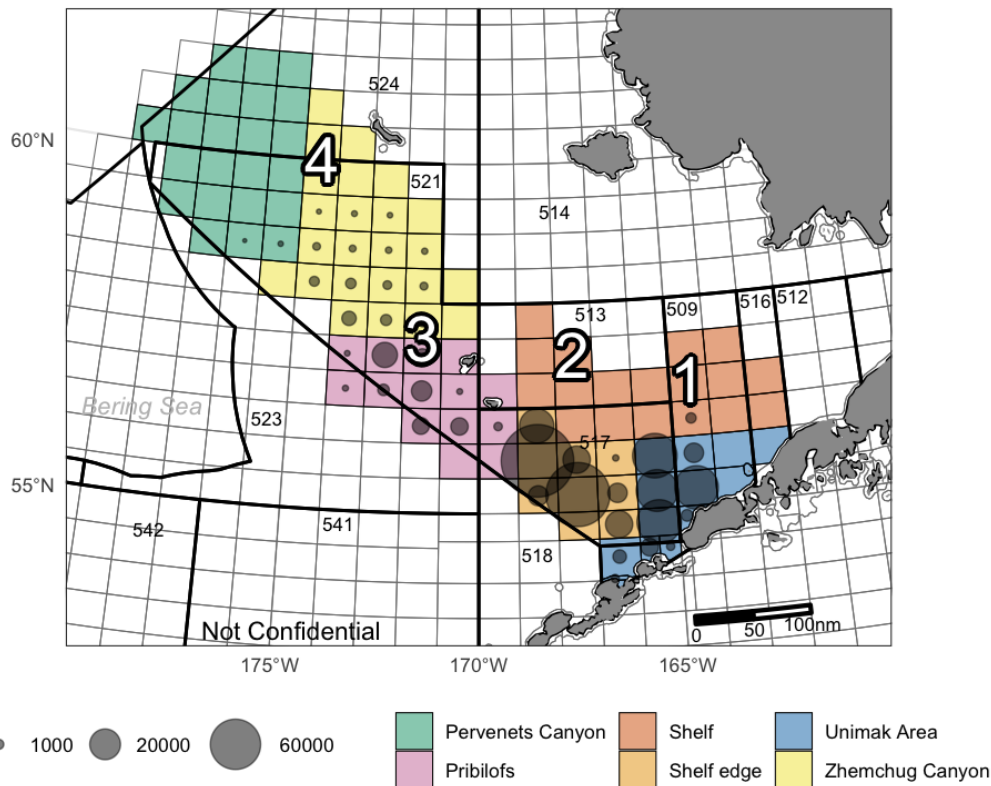 524
60°N
4
521
514
513
509
516
512
3
2
1
Bering Sea
523
517
55°N
542
541
518
Not Confidential
0
50
100nm
175°W
170°W
165°W
1000
20000
60000
Pervenets Canyon
Shelf
Unimak Area
Pribilofs
Shelf edge
Zhemchug Canyon